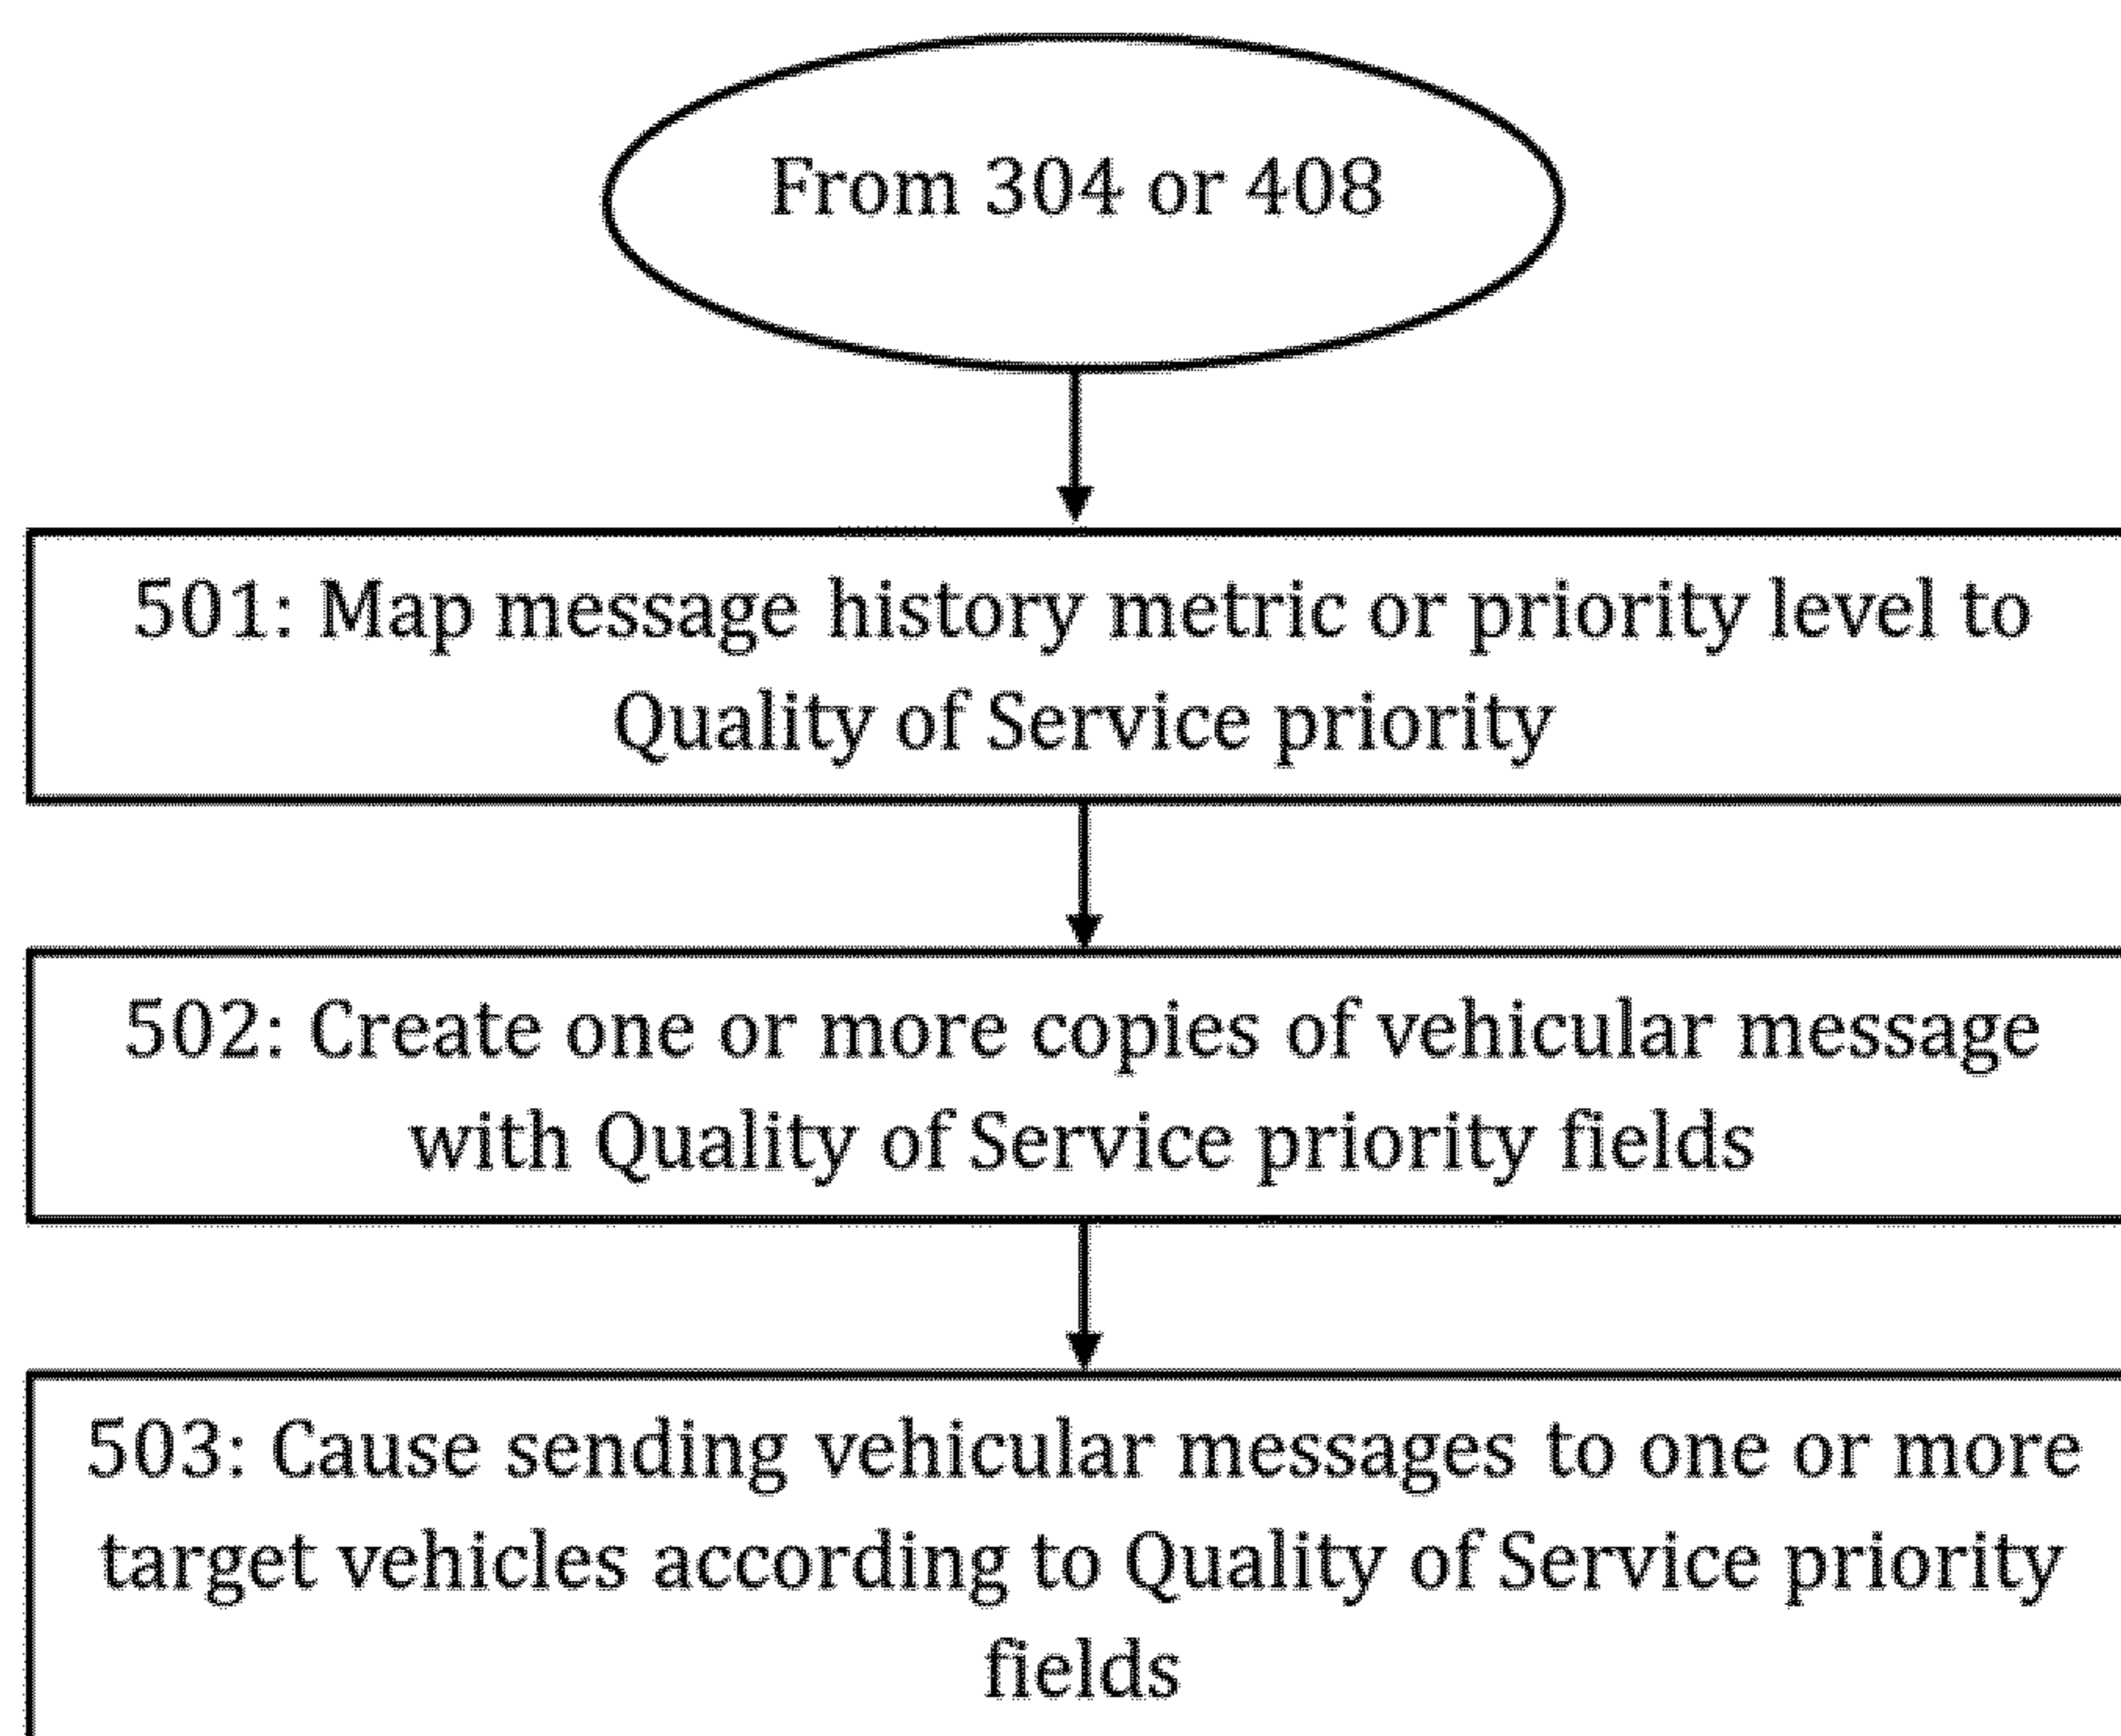 From 304 or 408
501: Map message history metric or priority level to
Quality of Service priority
502: Create one or more copies of vehicular message
with Quality of Service priority fields
503: Cause sending vehicular messages to one or more
target vehicles according to Quality of Service priority
fields